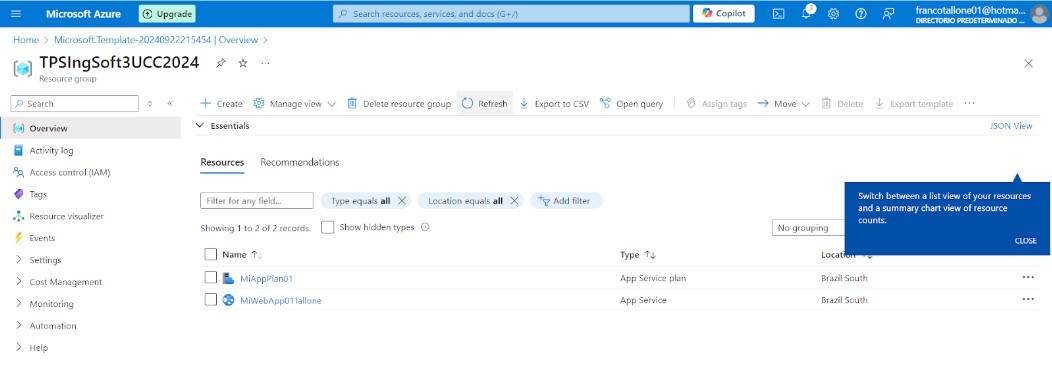 Microsoft Azure
Upgrade
Search resources, services, and docs (G+/)
Copilot
3
francotallone01@hotma...
DIRECTORIO PREDETERMINADO ...
Home > Microsoft.Template-20240922215454 | Overview >
TPSIngSoft3UCC2024
Resource group
Search
Create
Manage view
Delete resource group
Refresh
Export to CSV
Open query
Assign tags
Move
Delete
Export template
Overview
Activity log
Access control (IAM)
Tags
Resource visualizer
Events
Settings
Cost Management
Monitoring
Automation
Help
Essentials
JSON View
Resources
Recommendations
Filter for any field...
Type equals all
Location equals all
Add filter
Switch between a list view of your resources
and a summary chart view of resource
counts.
CLOSE
Showing 1 to 2 of 2 records.
Show hidden types
No grouping
Name
Type
Location
MiAppPlan01
App Service plan
Brazil South
MiWebApp01Tallone
App Service
Brazil South